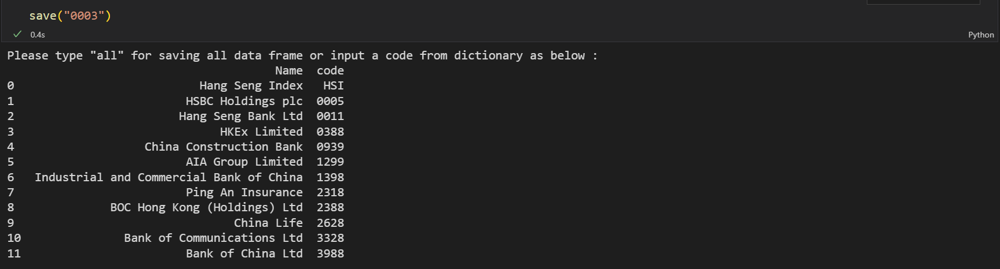 save("0003")
0.4s
Python
Please type "all" for saving all data frame or input a code from dictionary as below :
Name code
0 Hang Seng Index HSI
1 HSBC Holdings plc 0005
2 Hang Seng Bank Ltd 0011
3 HKEx Limited 0388
4 China Construction Bank 0939
5 AIA Group Limited 1299
6 Industrial and Commercial Bank of China 1398
7 Ping An Insurance 2318
8 BOC Hong Kong (Holdings) Ltd 2388
9 China Life 2628
10 Bank of Communications Ltd 3328
11 Bank of China Ltd 3988